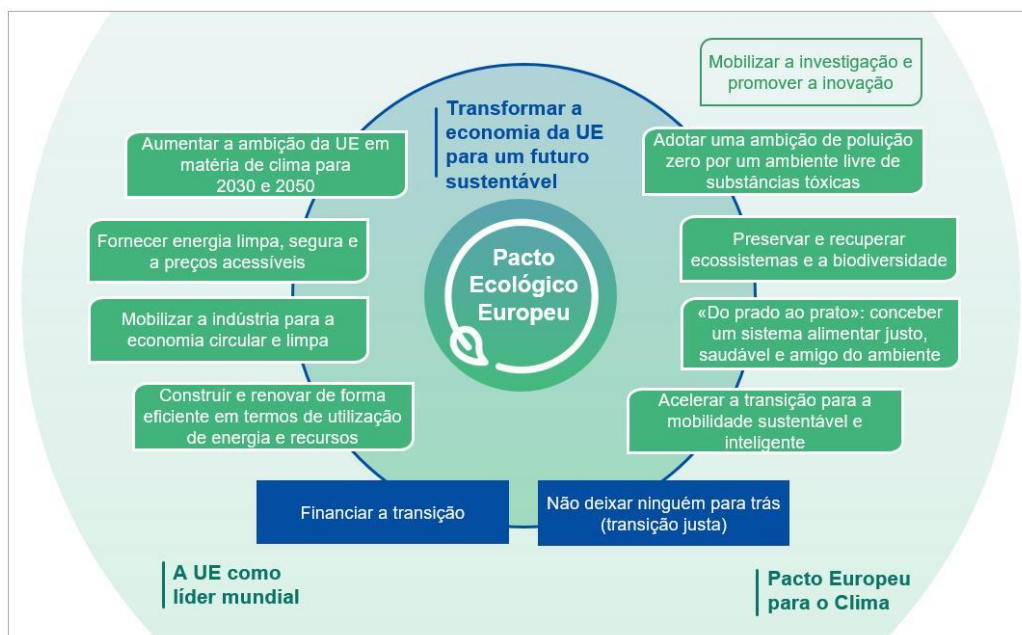 Mobilizar a investigação e
promover a inovação
Transformar a
economia da UE
para um futuro
sustentável
Aumentar a ambição da UE em
matéria de clima para
2030 e 2050
Adotar uma ambição de poluição
zero por um ambiente livre de
substâncias tóxicas
Fornecer energia limpa, segura e
a preços acessíveis
Pacto
Ecológico
Europeu
Preservar e recuperar
ecossistemas e a biodiversidade
Mobilizar a indústria para a
economia circular e limpa
«Do prado ao prato»: conceber
um sistema alimentar justo,
saudável e amigo do ambiente
Construir e renovar de forma
eficiente em termos de utilização
de energia e recursos
Acelerar a transição para a
mobilidade sustentável e
inteligente
Financiar a transição
Não deixar ninguém para trás
(transição justa)
A UE como
líder mundial
Pacto Europeu
para o Clima